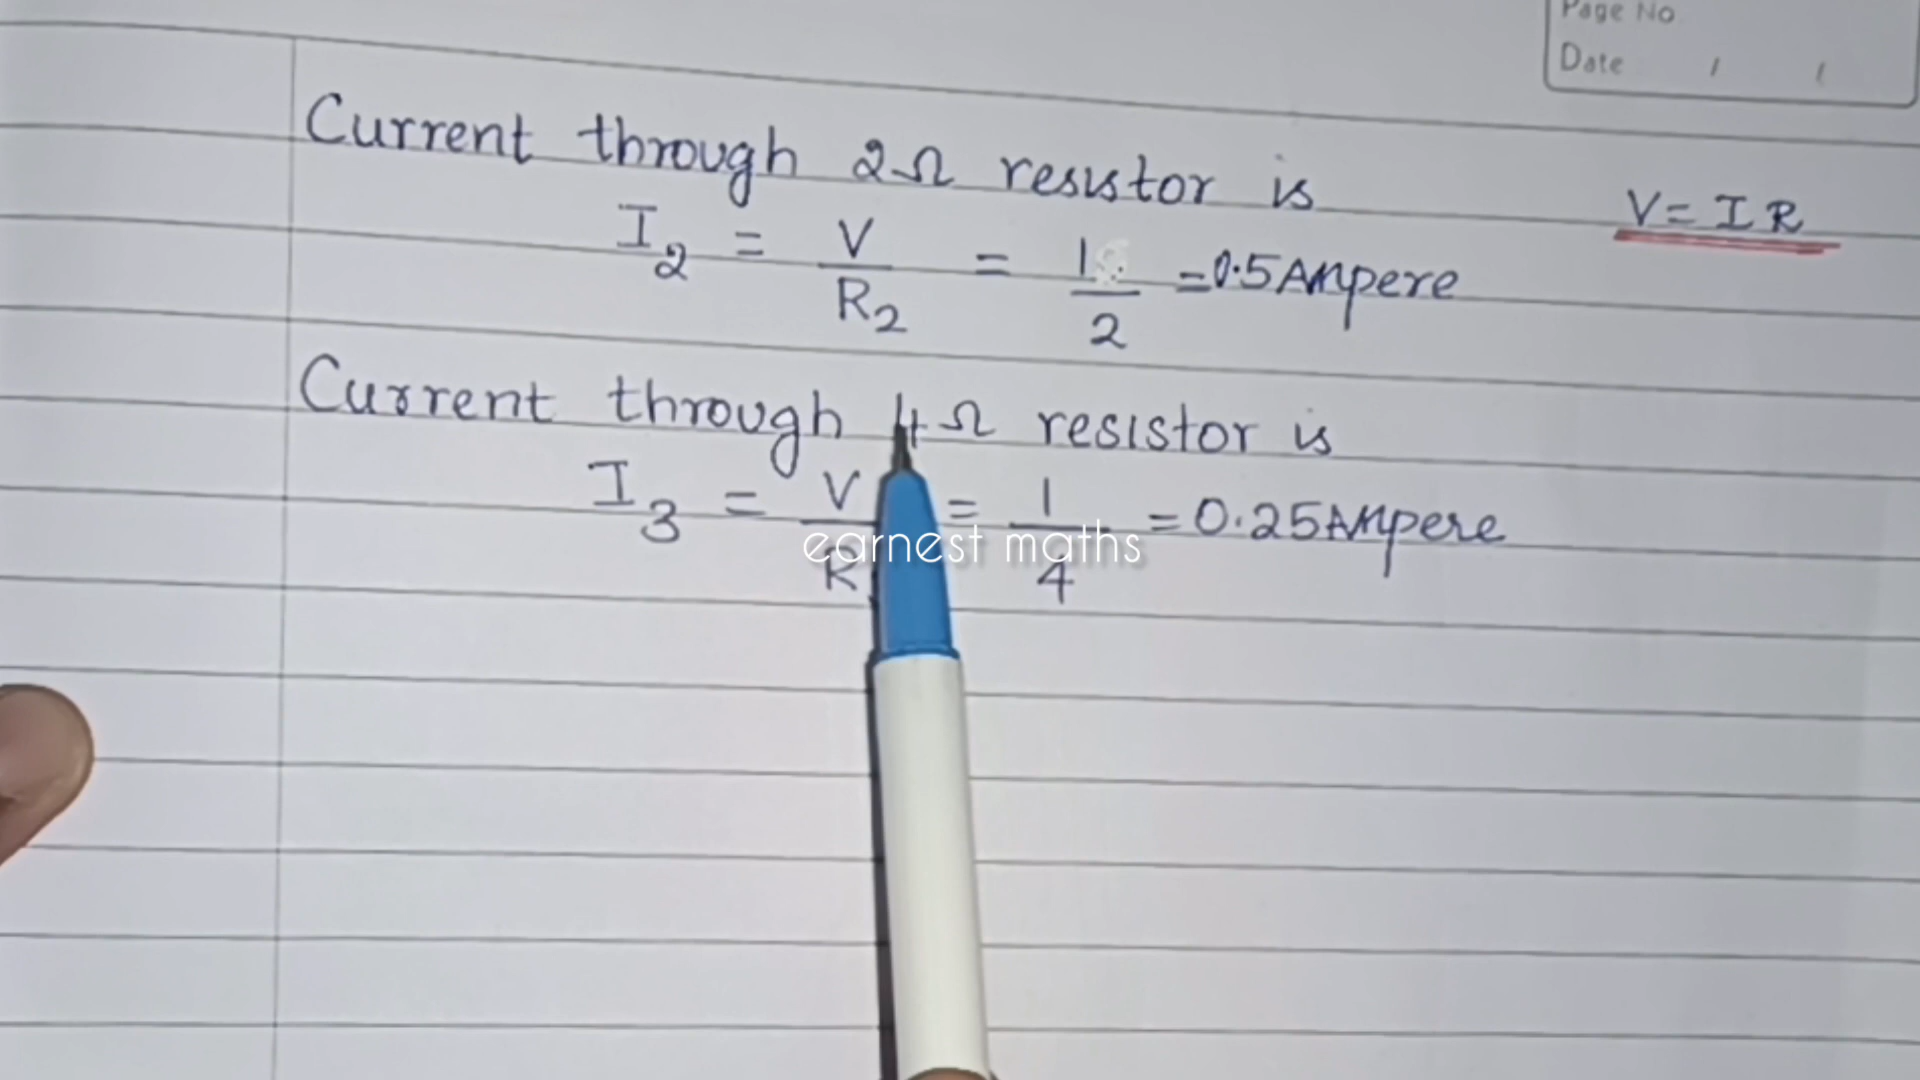 Page No
Date / /
Current through 2Ω resistor is
V = I R
I₂ = V/R₂ = 1/2 = 0.5 Ampere
Current through 4Ω resistor is
I₃ = V/R = 1/4 = 0.25 Ampere
earnest maths